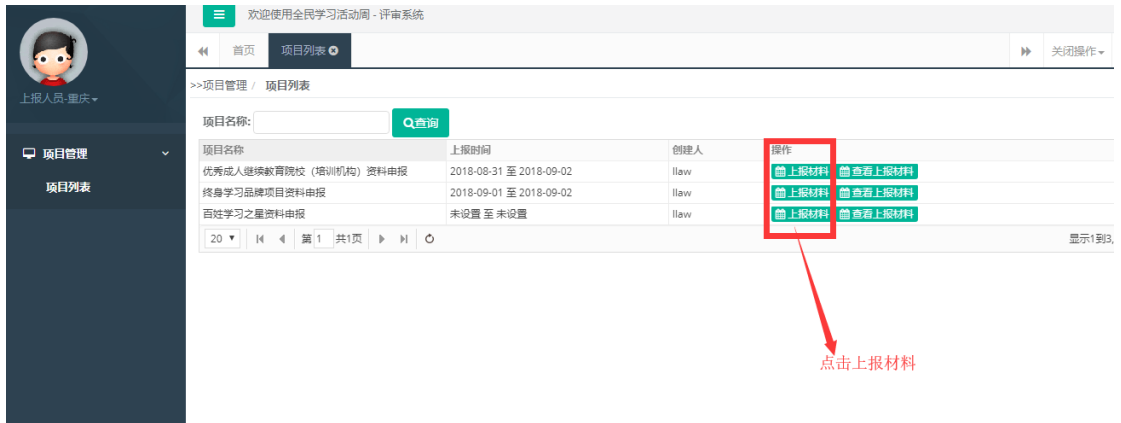 欢迎使用全民学习活动周 - 评审系统
首页 项目列表 关闭操作
上报人员-重庆
>>项目管理 / 项目列表
项目名称: 查询
项目管理
项目列表
项目名称 上报时间 创建人 操作
优秀成人继续教育院校（培训机构）资料申报 2018-08-31 至 2018-09-02 llaw 上报材料 查看上报材料
终身学习品牌项目资料申报 2018-09-01 至 2018-09-02 llaw 上报材料 查看上报材料
百姓学习之星资料申报 未设置 至 未设置 llaw 上报材料 查看上报材料
20 第 1 共1页 显示1到3,
点击上报材料